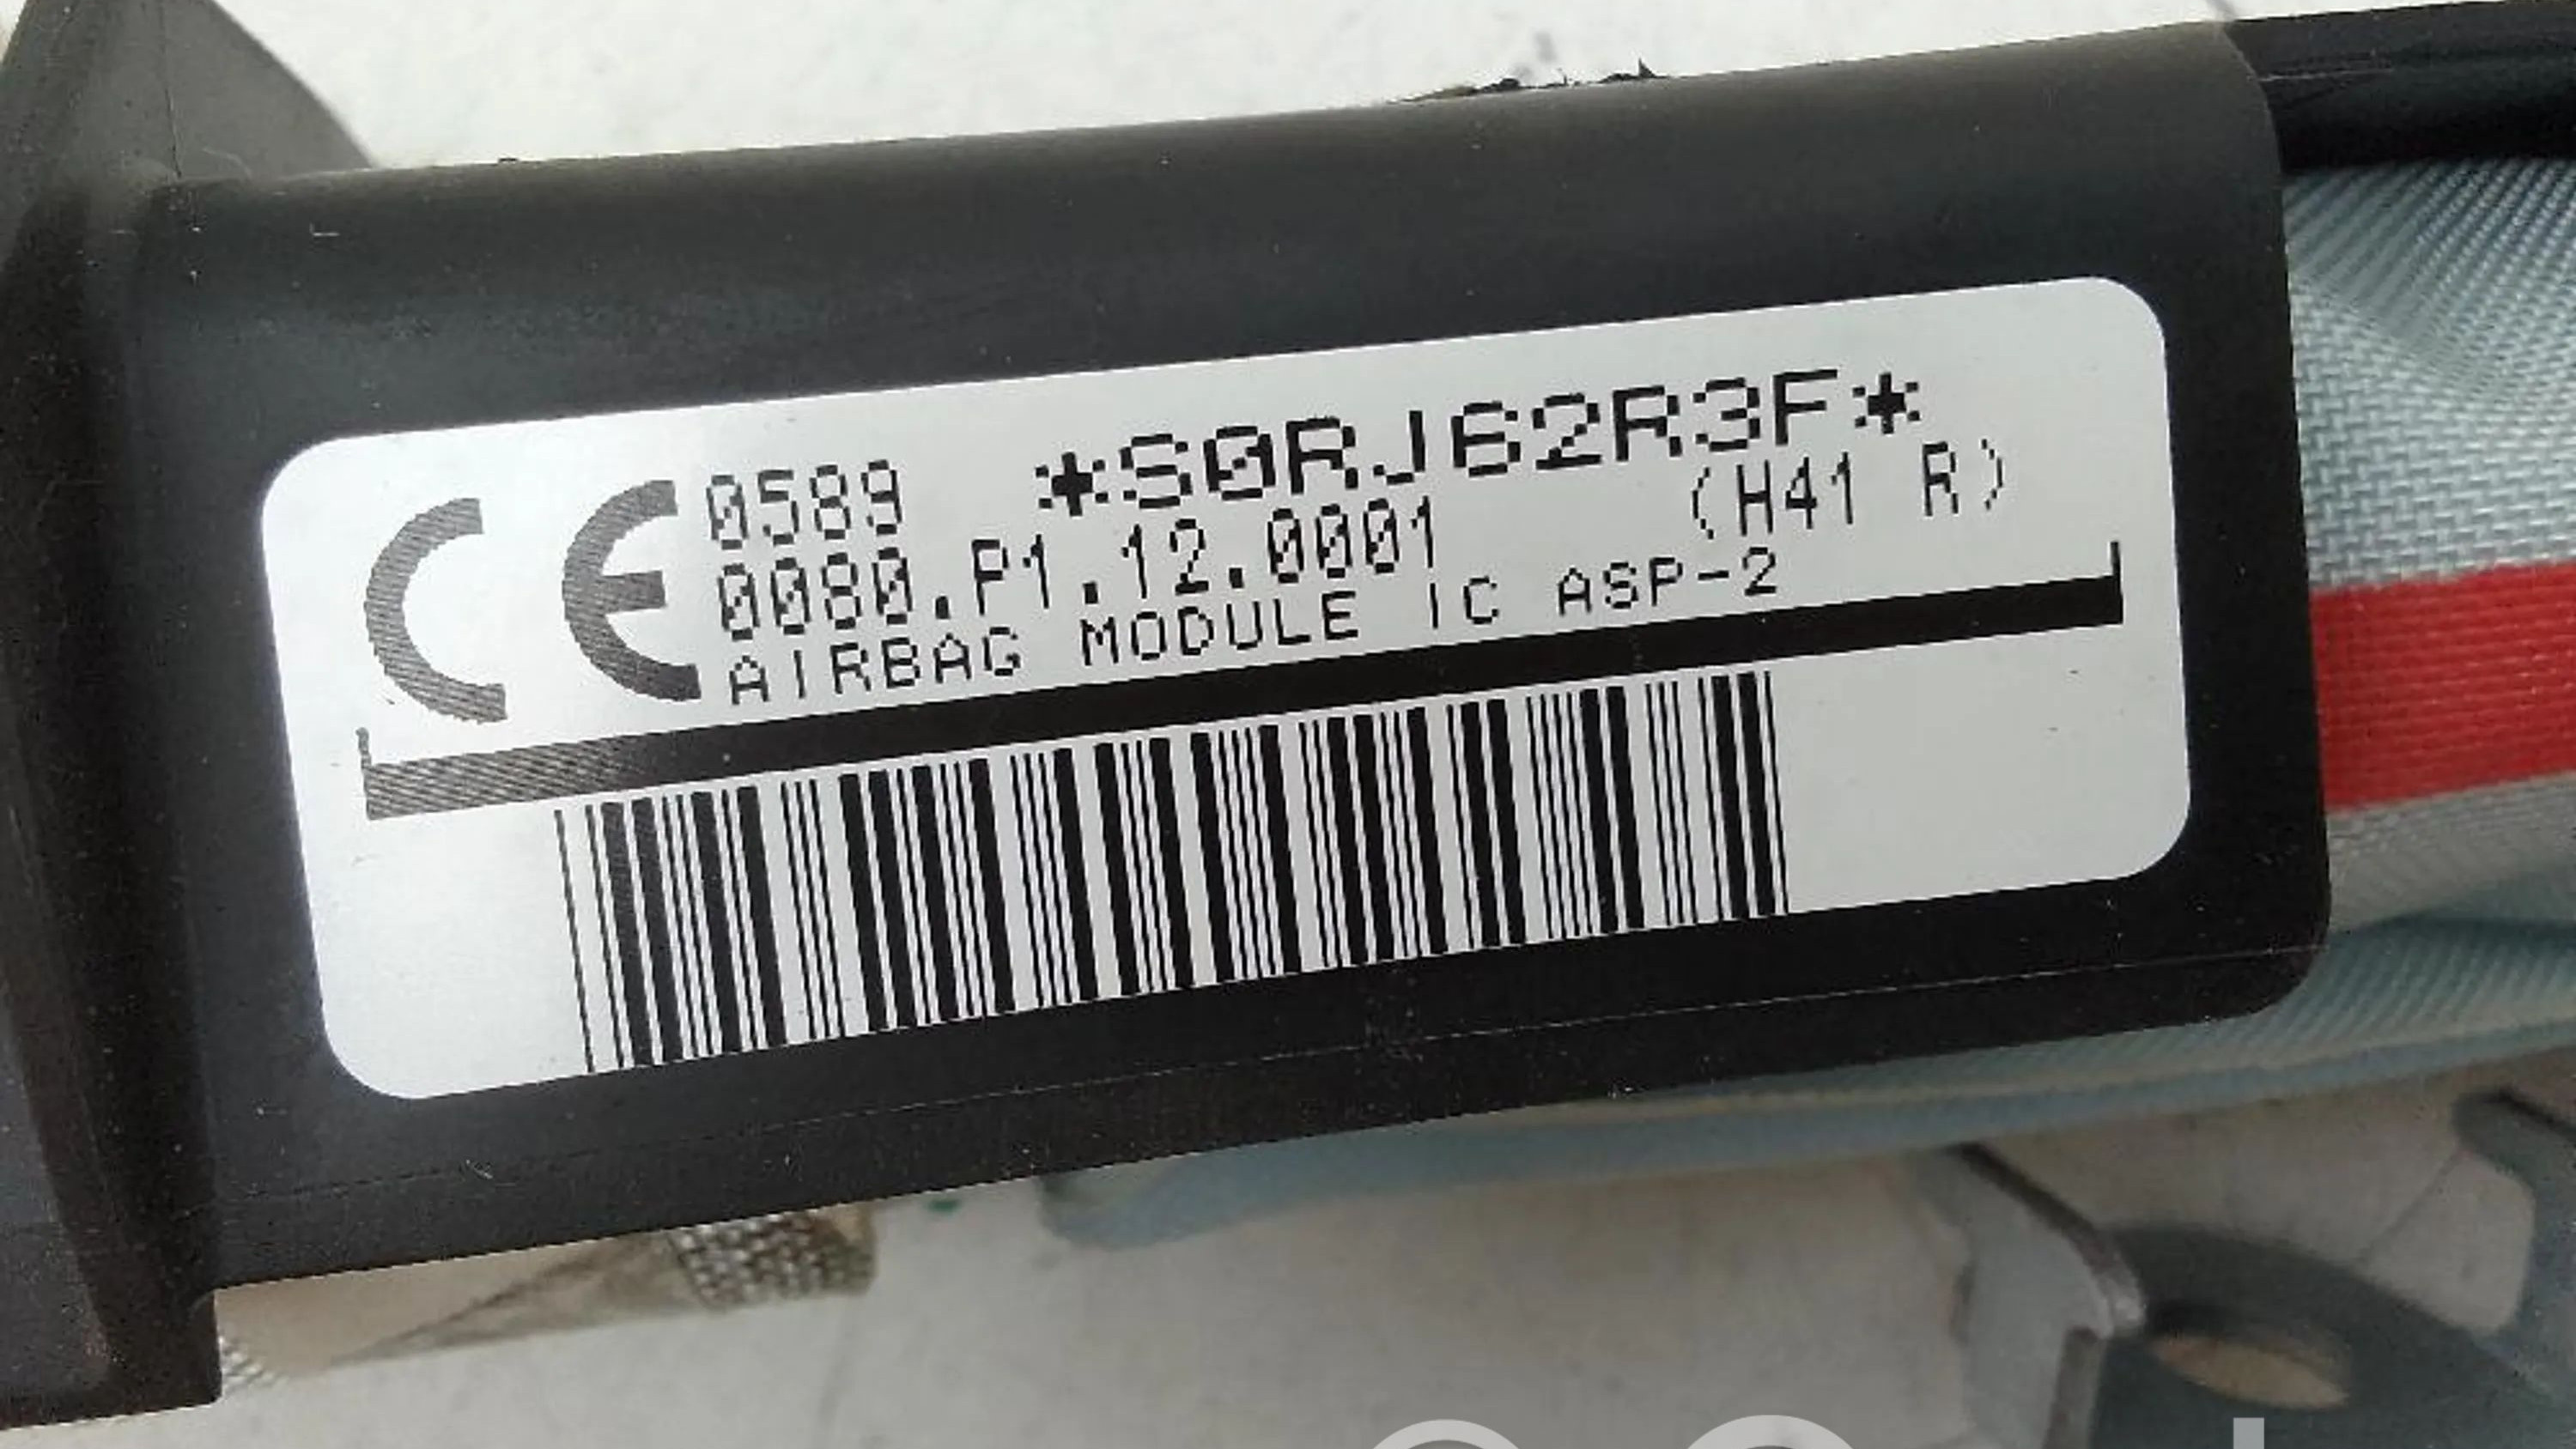 CE 0589 *S0RJ62R3F*
0080.P1.12.0001 (H41 R)
AIRBAG MODULE IC ASP-2